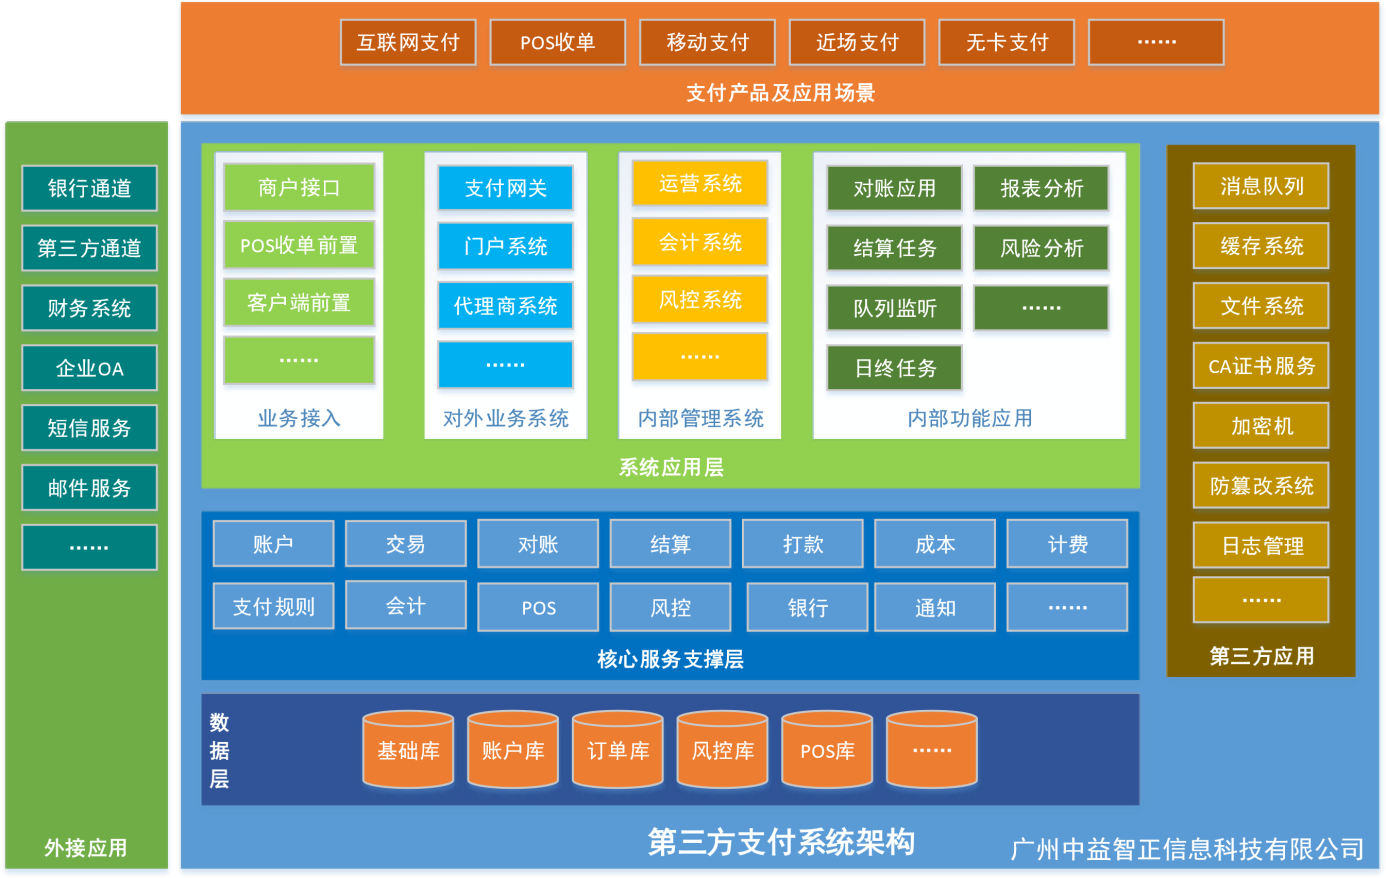 互联网支付
POS收单
移动支付
近场支付
无卡支付
……
支付产品及应用场景
银行通道
第三方通道
财务系统
企业OA
短信服务
邮件服务
……
外接应用
商户接口
POS收单前置
客户端前置
……
业务接入
支付网关
门户系统
代理商系统
……
对外业务系统
运营系统
会计系统
风控系统
……
内部管理系统
对账应用
报表分析
结算任务
风险分析
队列监听
……
日终任务
内部功能应用
系统应用层
账户
交易
对账
结算
打款
成本
计费
支付规则
会计
POS
风控
银行
通知
……
核心服务支撑层
数据层
基础库
账户库
订单库
风控库
POS库
……
消息队列
缓存系统
文件系统
CA证书服务
加密机
防篡改系统
日志管理
……
第三方应用
第三方支付系统架构
广州中益智正信息科技有限公司